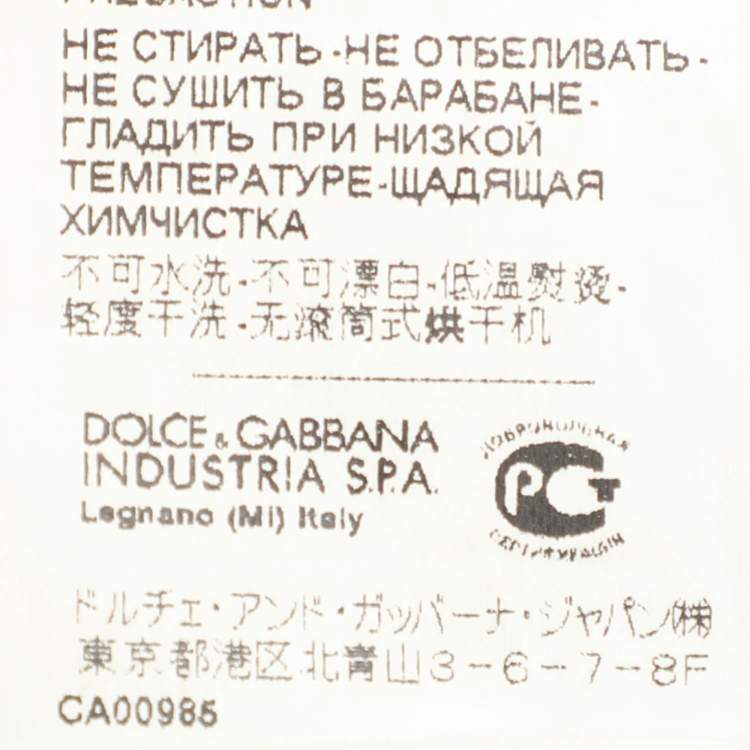 PRECAUTION
НЕ СТИРАТЬ-НЕ ОТБЕЛИВАТЬ-
НЕ СУШИТЬ В БАРАБАНЕ-
ГЛАДИТЬ ПРИ НИЗКОЙ
ТЕМПЕРАТУРЕ-ЩАДЯЩАЯ
ХИМЧИСТКА
不可水洗-不可漂白-低温熨烫-
轻度干洗-无滚筒式烘干机
DOLCE & GABBANA
INDUSTRIA S.P.A.
Legnano (MI) Italy
ДОБРОВОЛЬНАЯ
РСТ
ドルチェ・アンド・ガッバーナ・ジャパン㈱
東京都港区北青山3-6-7-8F
CA00985